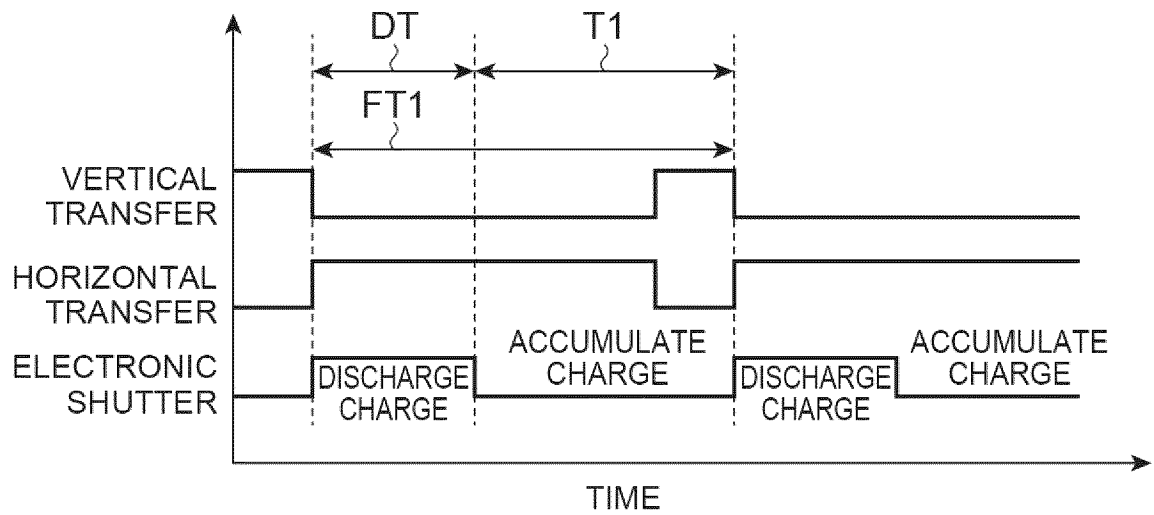 DT
T1
FT1
VERTICAL
TRANSFER
HORIZONTAL
TRANSFER
ELECTRONIC
SHUTTER
DISCHARGE
CHARGE
ACCUMULATE
CHARGE
DISCHARGE
CHARGE
ACCUMULATE
CHARGE
TIME